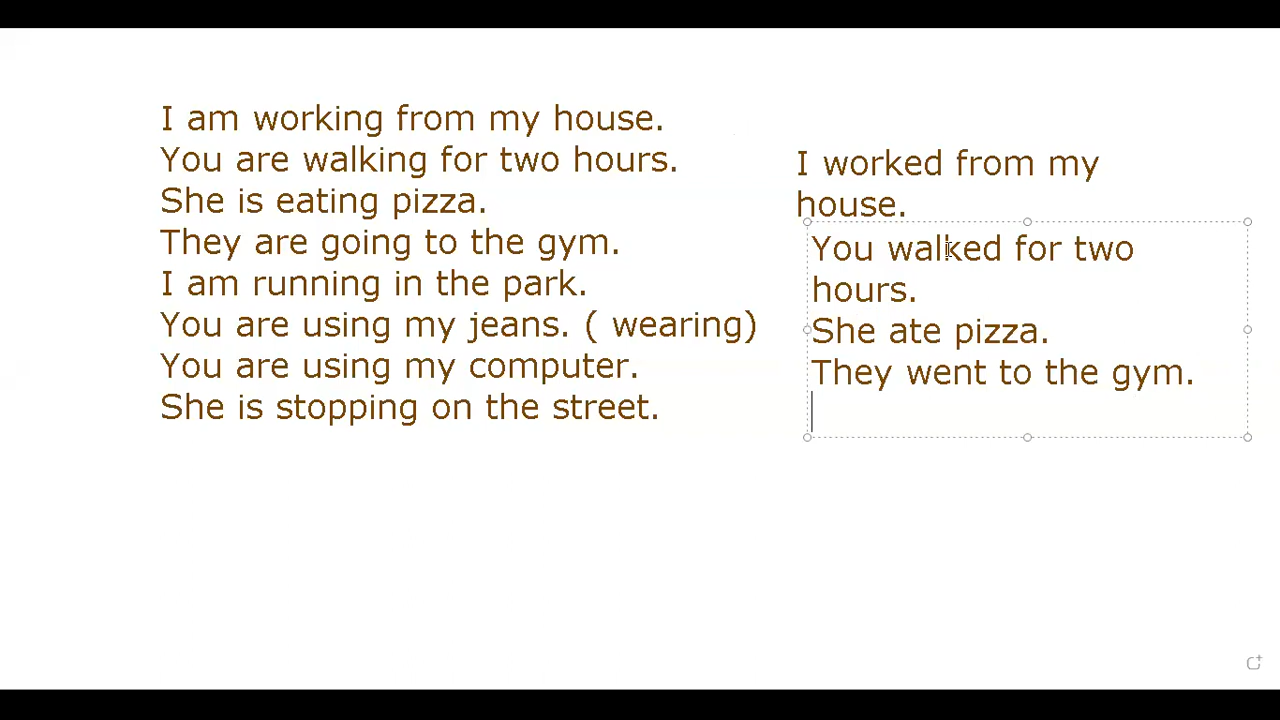 I am working from my house.
You are walking for two hours.
She is eating pizza.
They are going to the gym.
I am running in the park.
You are using my jeans. ( wearing)
You are using my computer.
She is stopping on the street.
I worked from my
house.
You walked for two
hours.
She ate pizza.
They went to the gym.